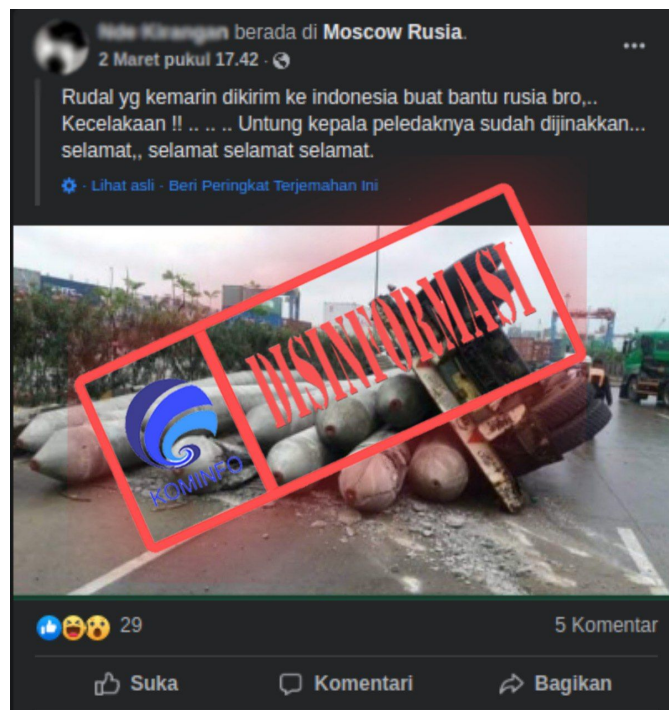 berada di Moscow Rusia.
2 Maret pukul 17.42 ·
Rudal yg kemarin dikirim ke indonesia buat bantu rusia bro,..
Kecelakaan !! .. .. .. Untung kepala peledaknya sudah dijinakkan...
selamat,, selamat selamat selamat.
· Lihat asli · Beri Peringkat Terjemahan Ini
DISINFORMASI
KOMINFO
29
5 Komentar
Suka
Komentari
Bagikan